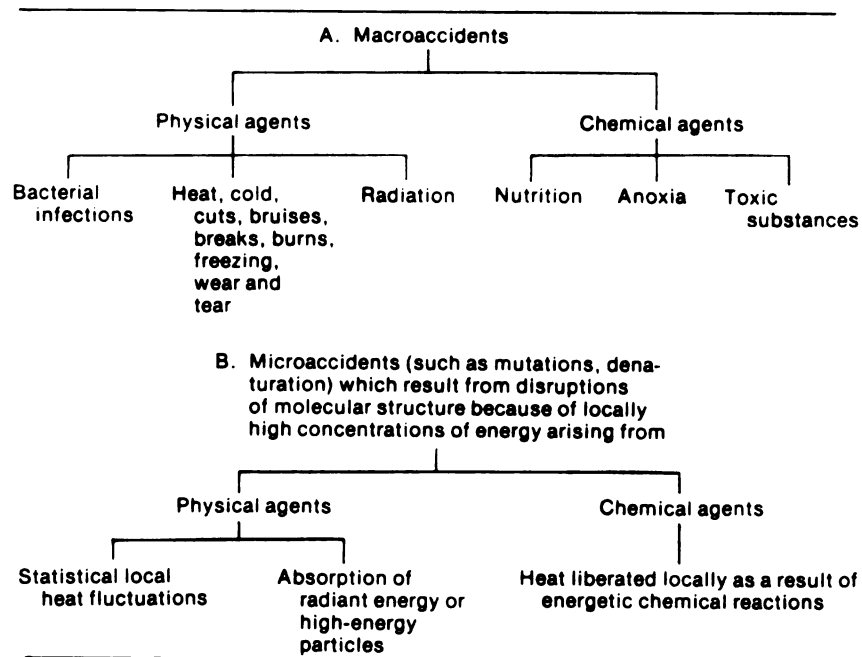 A. Macroaccidents
Physical agents
Chemical agents
Bacterial
infections
Heat, cold,
cuts, bruises,
breaks, burns,
freezing,
wear and
tear
Radiation
Nutrition
Anoxia
Toxic
substances
B. Microaccidents (such as mutations, dena-
turation) which result from disruptions
of molecular structure because of locally
high concentrations of energy arising from
Physical agents
Chemical agents
Statistical local
heat fluctuations
Absorption of
radiant energy or
high-energy
particles
Heat liberated locally as a result of
energetic chemical reactions